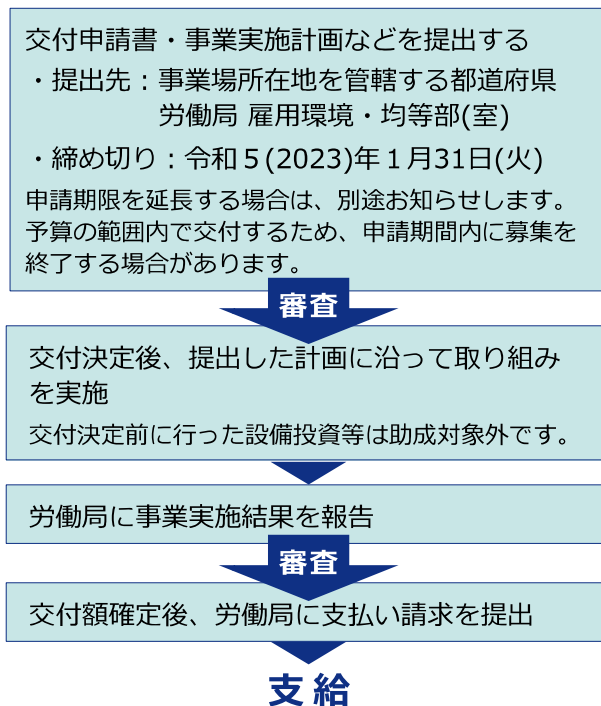 交付申請書・事業実施計画などを提出する
・提出先：事業場所在地を管轄する都道府県
労働局 雇用環境・均等部(室)
・締め切り：令和５(2023)年１月31日(火)
申請期限を延長する場合は、別途お知らせします。
予算の範囲内で交付するため、申請期間内に募集を
終了する場合があります。
審査
交付決定後、提出した計画に沿って取り組み
を実施
交付決定前に行った設備投資等は助成対象外です。
労働局に事業実施結果を報告
審査
交付額確定後、労働局に支払い請求を提出
支給